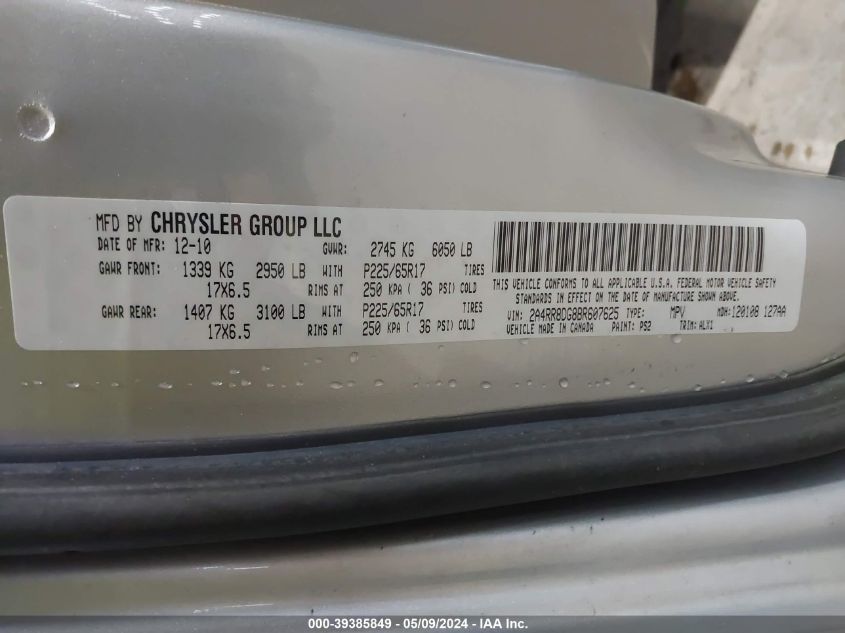 MFD BY CHRYSLER GROUP LLC
DATE OF MFR: 12-10 GVWR: 2745 KG 6050 LB
GAWR FRONT: 1339 KG 2950 LB WITH P225/65R17 TIRES
17X6.5 RIMS AT 250 KPA ( 36 PSI) COLD
GAWR REAR: 1407 KG 3100 LB WITH P225/65R17 TIRES
17X6.5 RIMS AT 250 KPA ( 36 PSI) COLD
THIS VEHICLE CONFORMS TO ALL APPLICABLE U.S.A. FEDERAL MOTOR VEHICLE SAFETY
STANDARDS IN EFFECT ON THE DATE OF MANUFACTURE SHOWN ABOVE.
VIN: 2A4RR8DG8BR607625 TYPE: MPV MDH: 120108 127AA
VEHICLE MADE IN CANADA PAINT: PS2 TRIM: ALX1
000-39385849 - 05/09/2024 - IAA Inc.